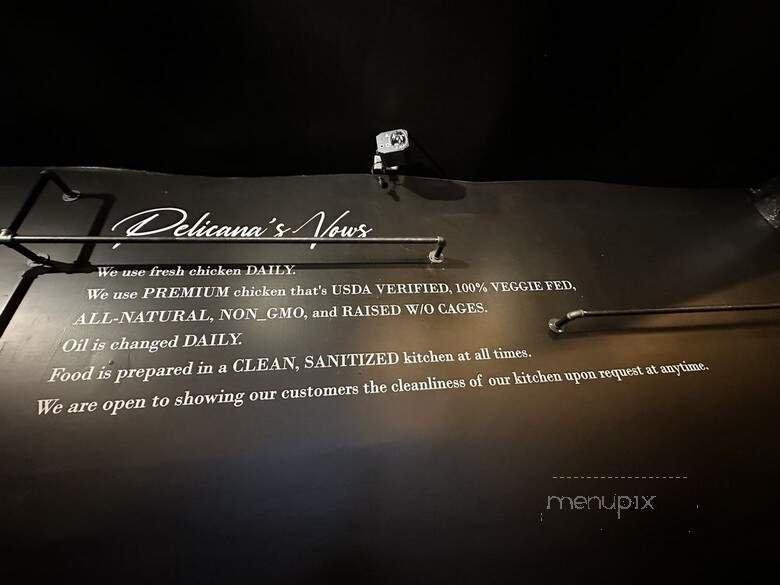 Pelicana's Vows
We use fresh chicken DAILY.
We use PREMIUM chicken that's USDA VERIFIED, 100% VEGGIE FED,
ALL-NATURAL, NON_GMO, and RAISED W/O CAGES.
Oil is changed DAILY.
Food is prepared in a CLEAN, SANITIZED kitchen at all times.
We are open to showing our customers the cleanliness of our kitchen upon request at anytime.
menupix